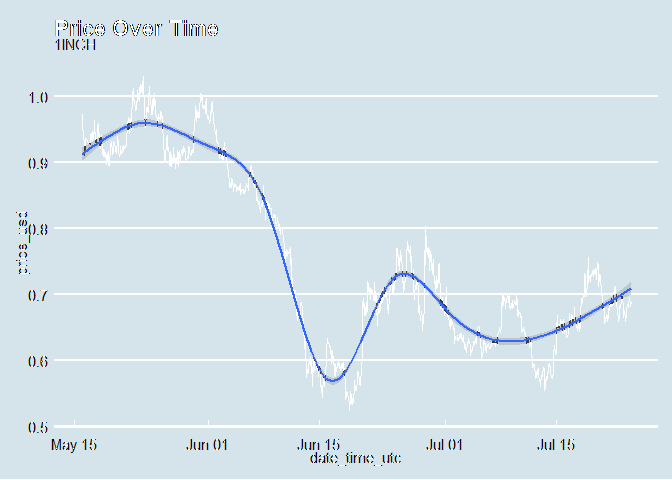 Price Over Time
1INCH
price_usd
1.0
0.9
0.8
0.7
0.6
0.5
May 15
Jun 01
Jun 15
Jul 01
Jul 15
date_time_utc